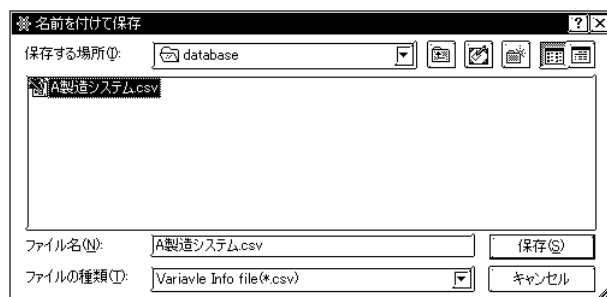 名前を付けて保存
保存する場所(I): database
A製造システム.csv
ファイル名(N): A製造システム.csv 保存(S)
ファイルの種類(T): Variavle Info file(*.csv) キャンセル